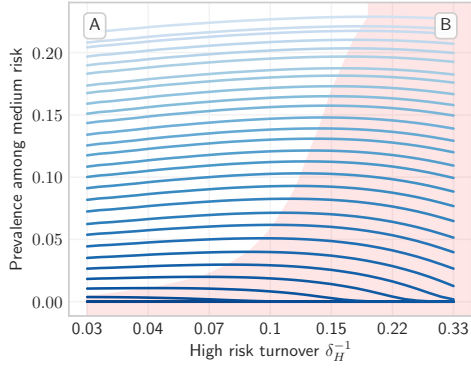 A
B
0.20
0.15
0.10
0.05
0.00
Prevalence among medium risk
0.03 0.04 0.07 0.1 0.15 0.22 0.33
High risk turnover δ_H^{-1}